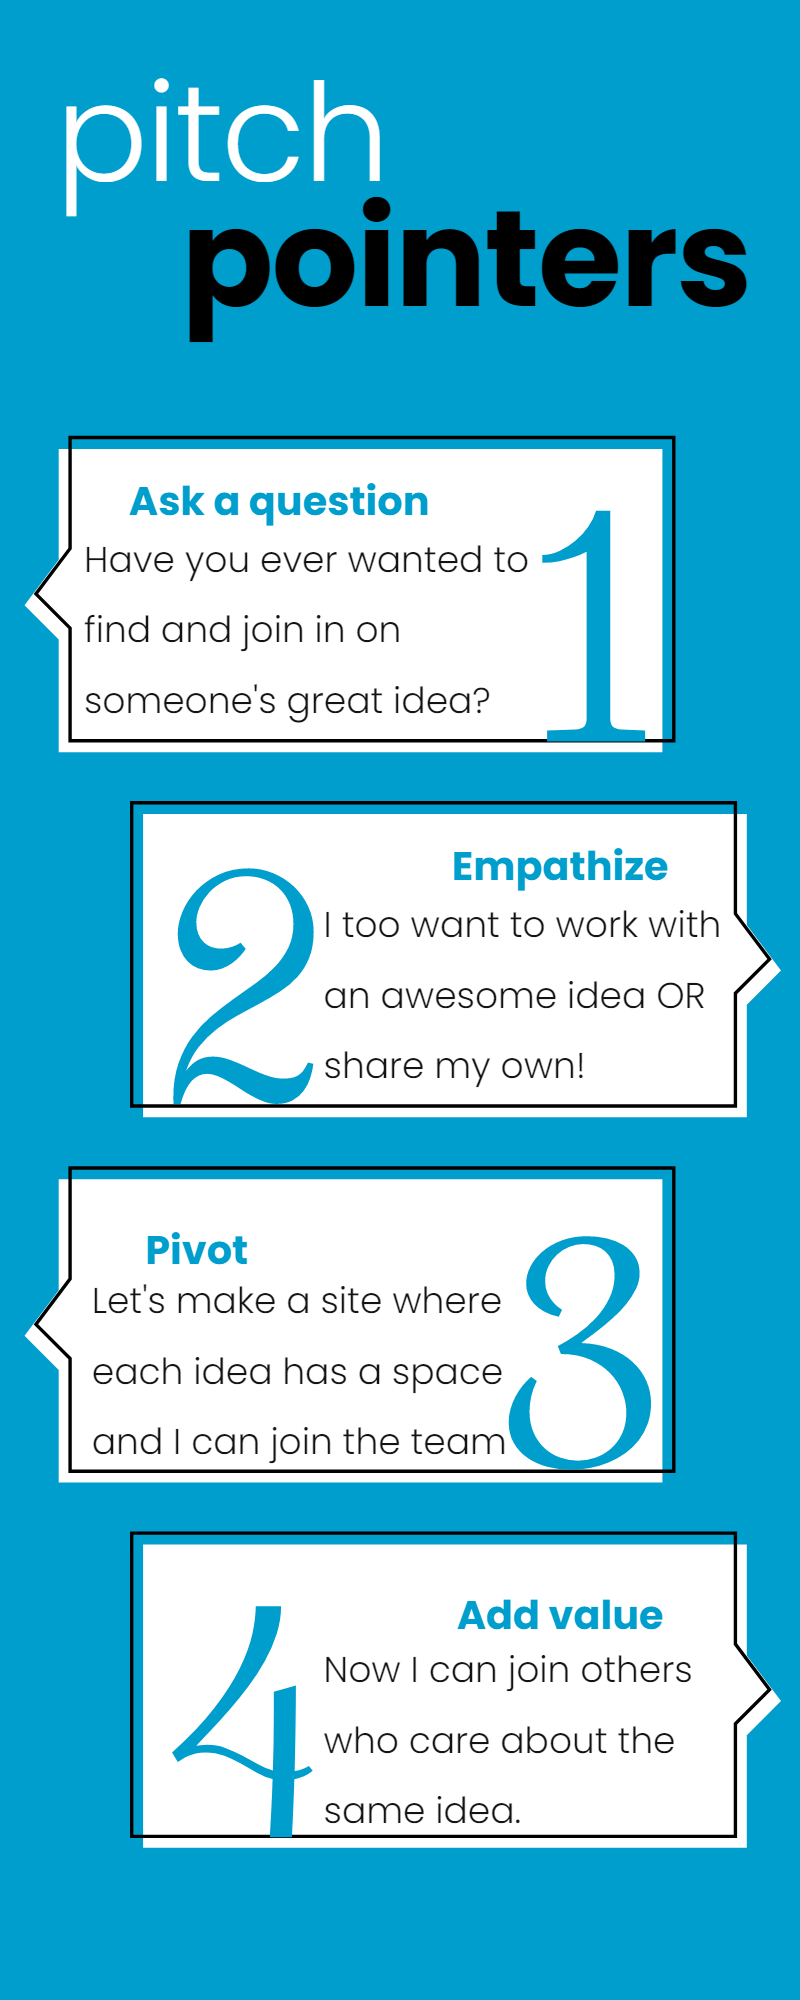 pitch
pointers
Ask a question
Have you ever wanted to
find and join in on
someone's great idea?
1
Empathize
2
I too want to work with
an awesome idea OR
share my own!
Pivot
Let's make a site where
each idea has a space
and I can join the team
3
Add value
4
Now I can join others
who care about the
same idea.